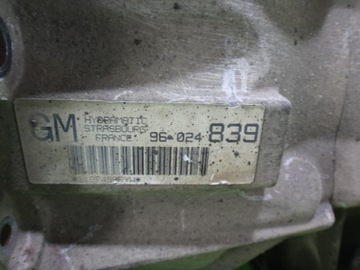 GM
HYDRAMATIC
STRASBOURG
FRANCE
96 024 839